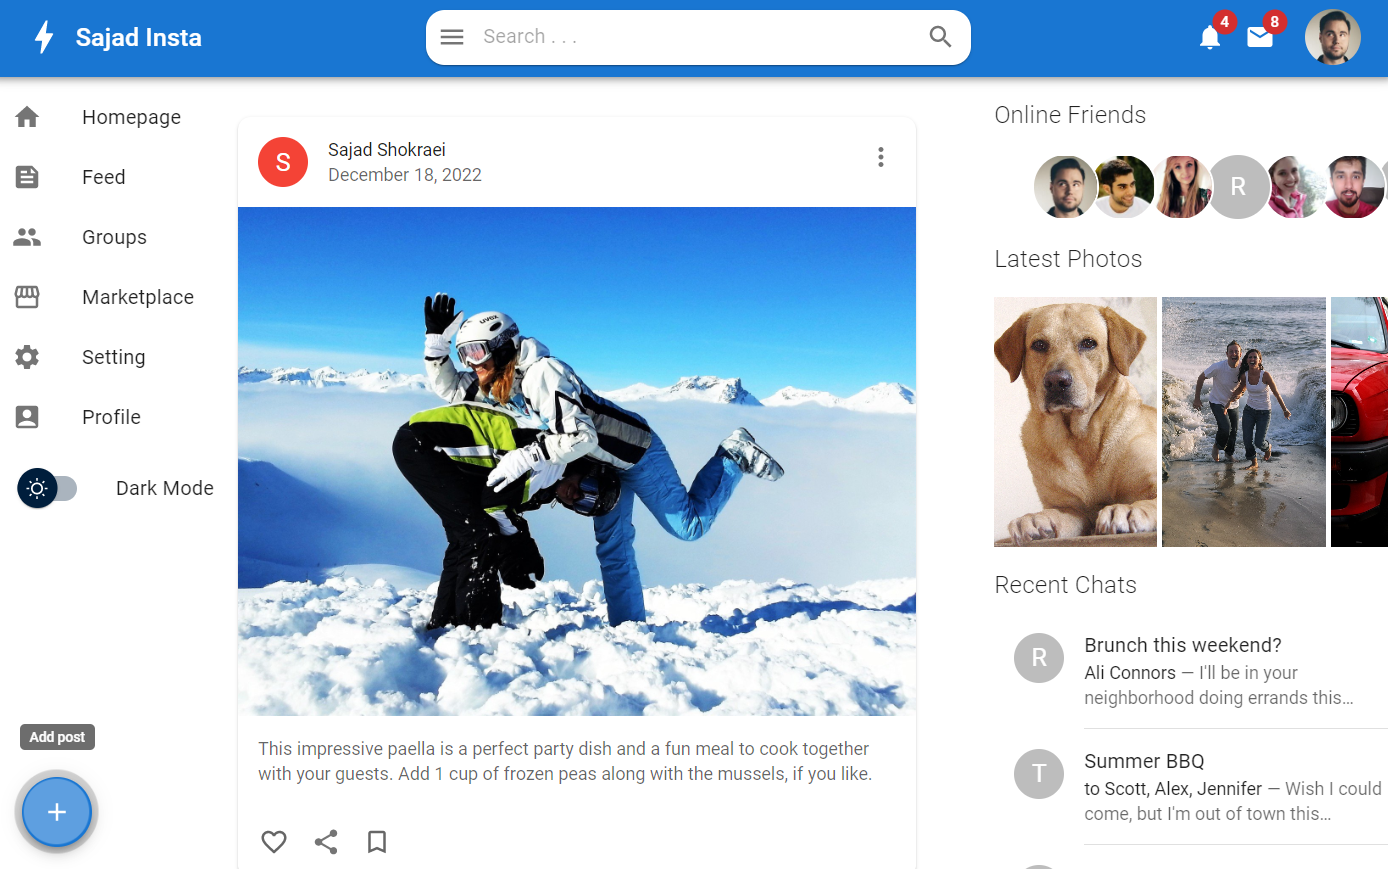 Sajad Insta
Search . . .
4
8
Homepage
Feed
Groups
Marketplace
Setting
Profile
Dark Mode
Add post
S
Sajad Shokraei
December 18, 2022
uvex
This impressive paella is a perfect party dish and a fun meal to cook together
with your guests. Add 1 cup of frozen peas along with the mussels, if you like.
Online Friends
R
Latest Photos
Recent Chats
R
Brunch this weekend?
Ali Connors — I'll be in your
neighborhood doing errands this…
T
Summer BBQ
to Scott, Alex, Jennifer — Wish I could
come, but I'm out of town this…